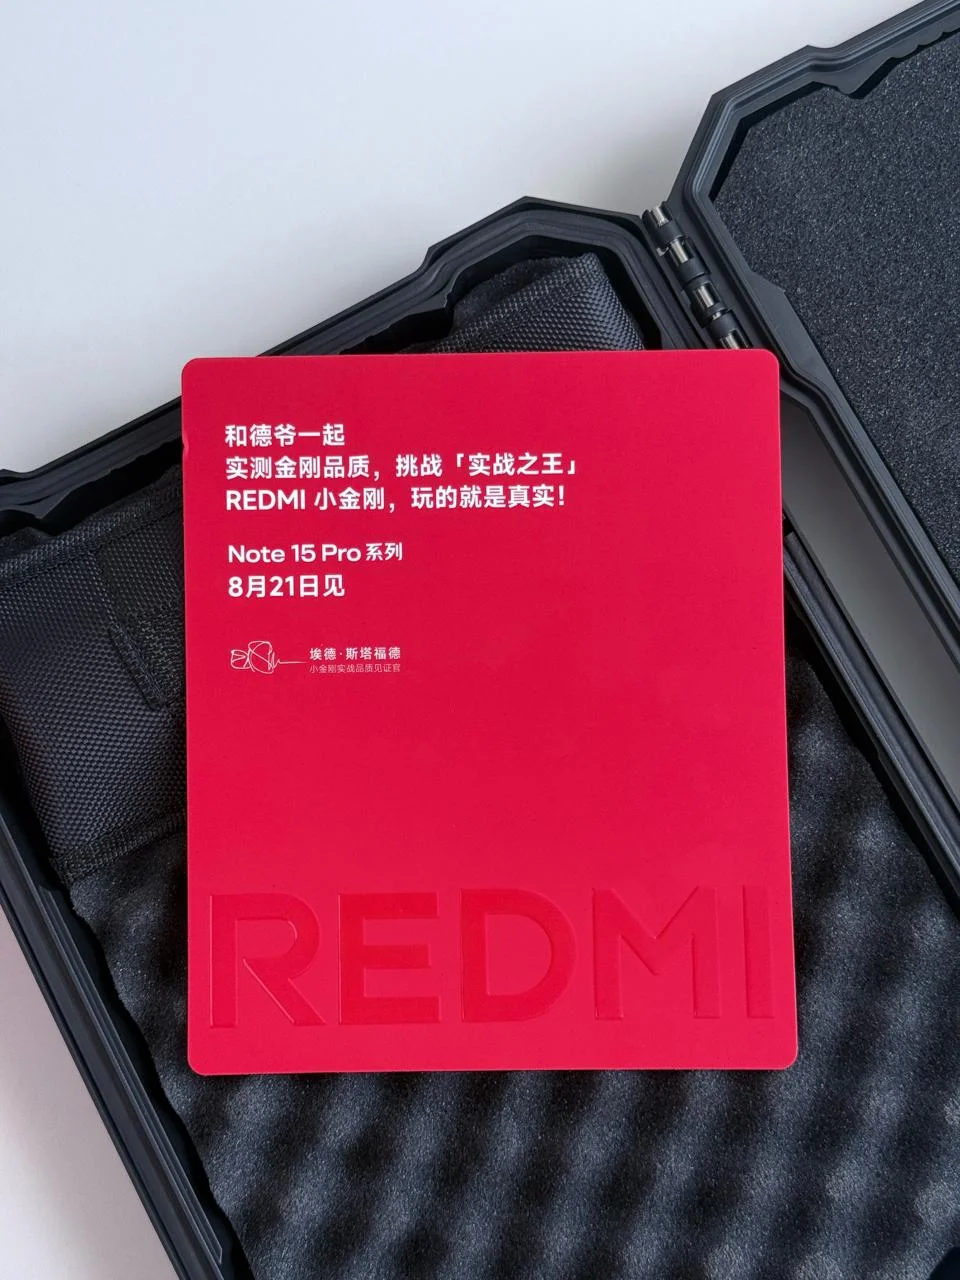 和德爷一起
实测金刚品质，挑战「实战之王」
REDMI 小金刚，玩的就是真实！
Note 15 Pro 系列
8月21日见
埃德·斯塔福德
小金刚实战品质见证官
REDMI